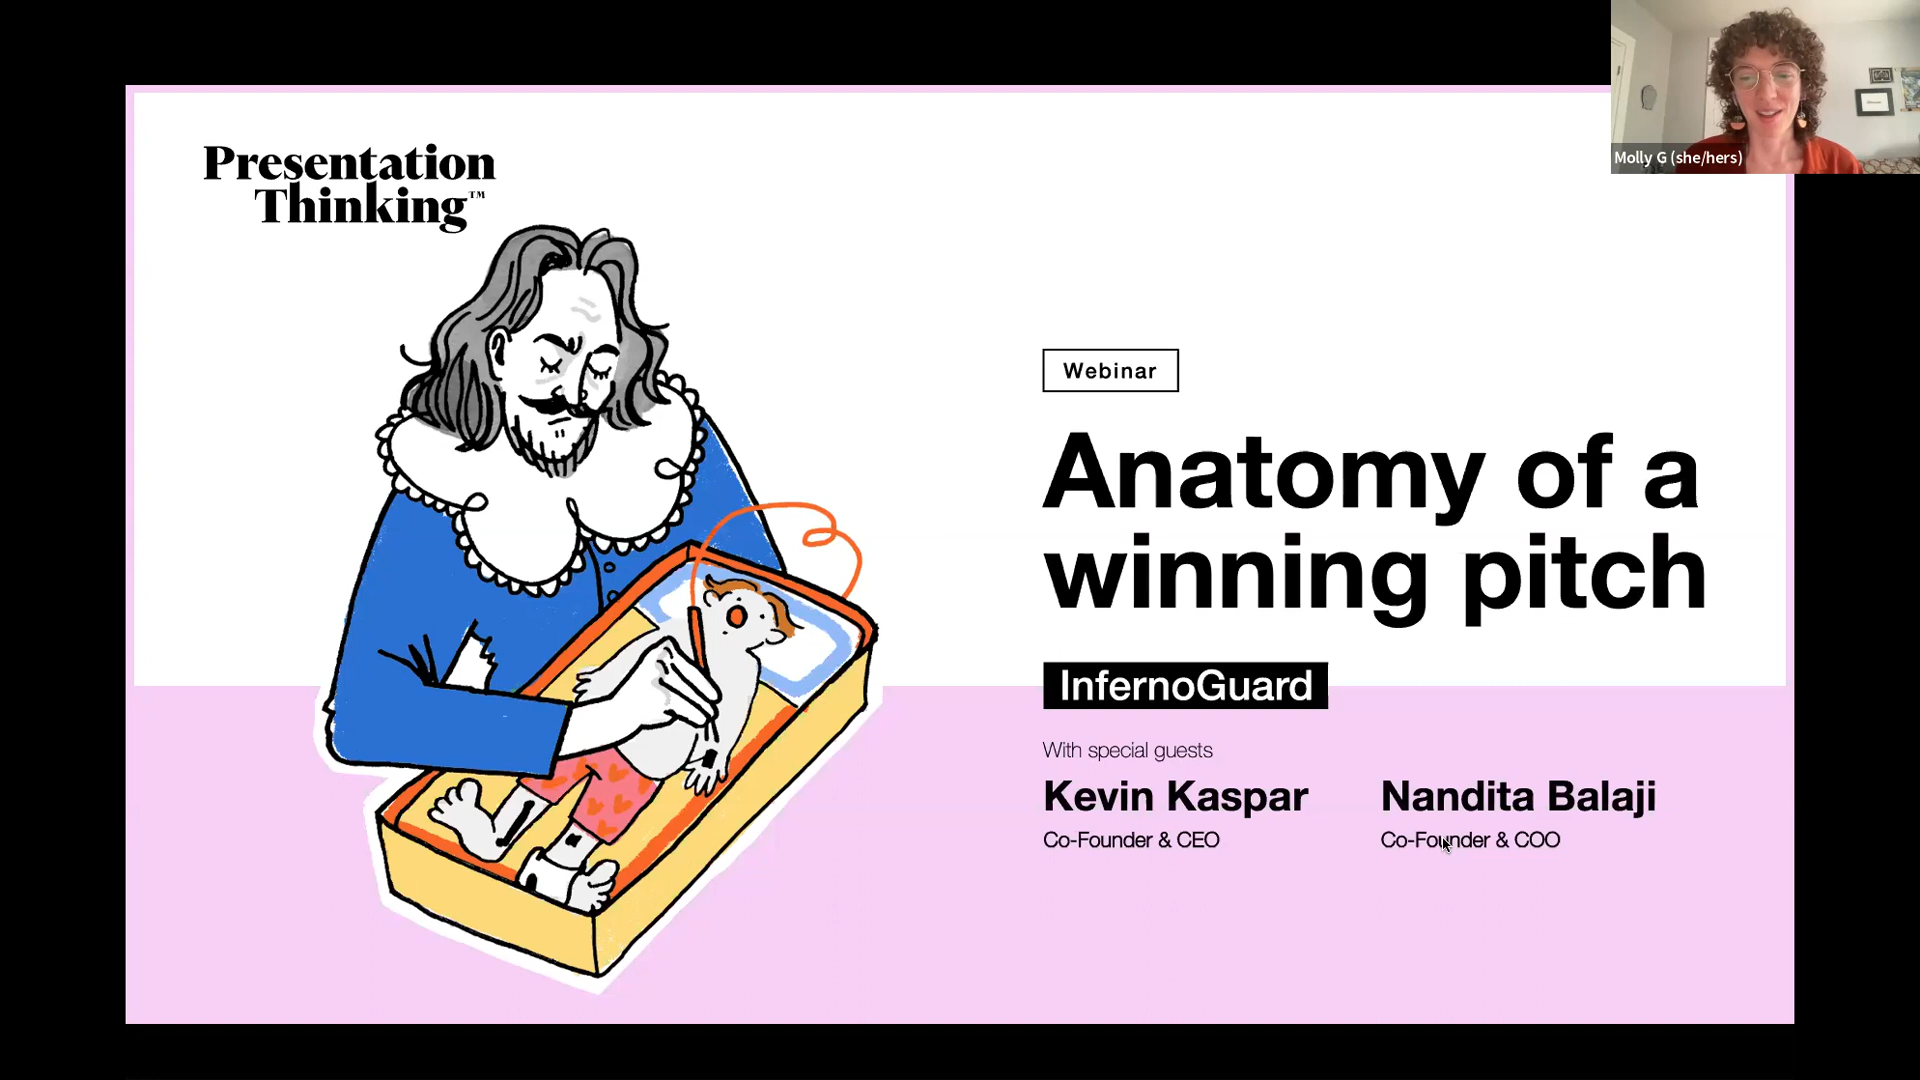 Presentation
Thinking™
Molly G (she/hers)
Webinar
Anatomy of a
winning pitch
InfernoGuard
With special guests
Kevin Kaspar
Co-Founder & CEO
Nandita Balaji
Co-Founder & COO